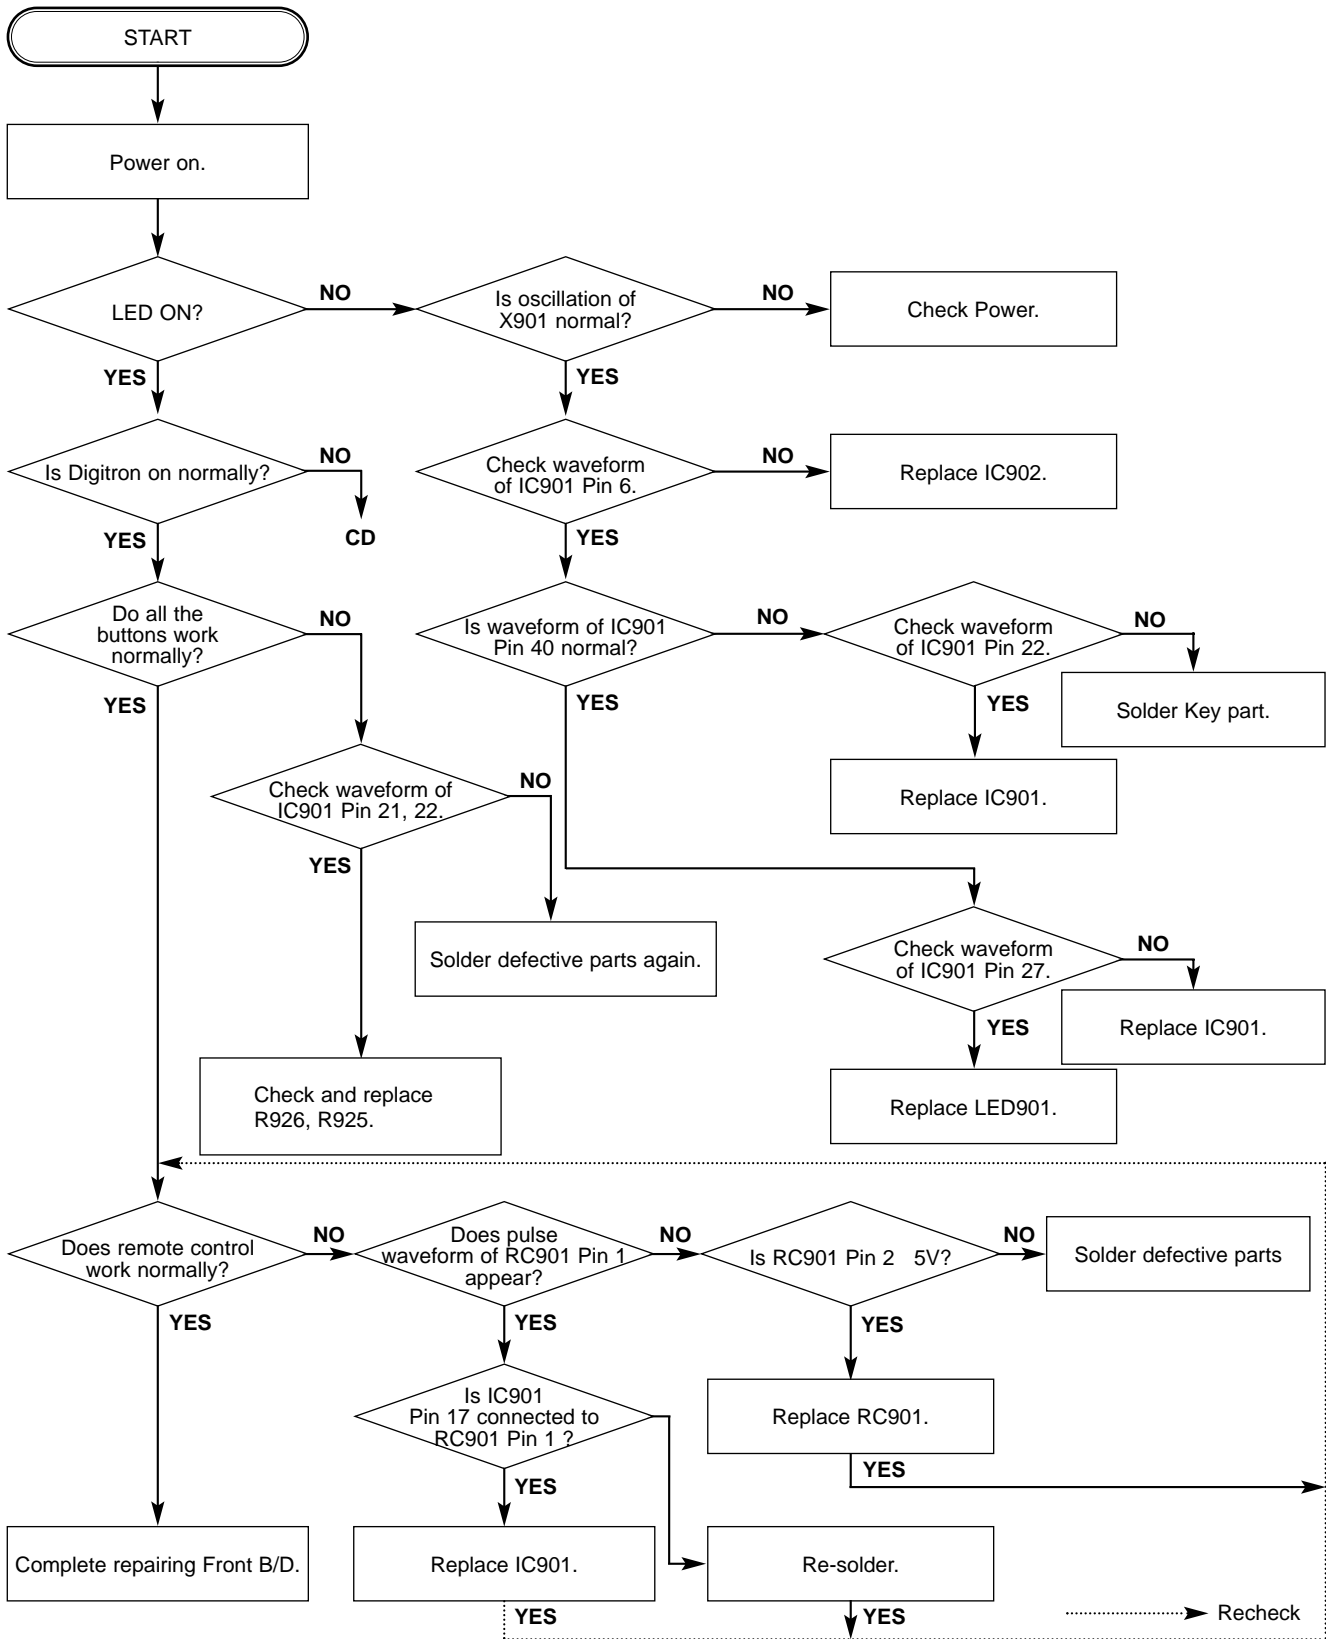 START
Power on.
LED ON?
NO
Is oscillation of
X901 normal?
NO
Check Power.
YES
YES
Is Digitron on normally?
NO
CD
Check waveform
of IC901 Pin 6.
NO
Replace IC902.
YES
YES
Do all the
buttons work
normally?
NO
Is waveform of IC901
Pin 40 normal?
NO
Check waveform
of IC901 Pin 22.
NO
Solder Key part.
YES
YES
YES
Replace IC901.
Check waveform of
IC901 Pin 21, 22.
NO
YES
Solder defective parts again.
Check waveform
of IC901 Pin 27.
NO
Replace IC901.
YES
Check and replace
R926, R925.
Replace LED901.
Does remote control
work normally?
NO
Does pulse
waveform of RC901 Pin 1
appear?
NO
Is RC901 Pin 2 5V?
NO
Solder defective parts
YES
YES
YES
Is IC901
Pin 17 connected to
RC901 Pin 1 ?
Replace RC901.
YES
YES
Complete repairing Front B/D.
Replace IC901.
Re-solder.
YES
YES
Recheck